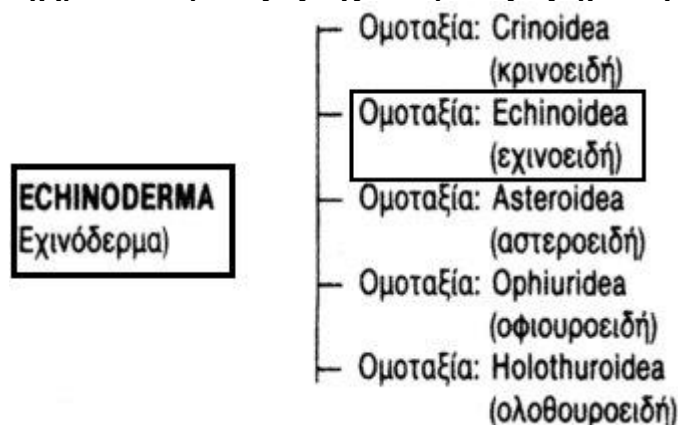 Ομοταξία: Crinoidea
(κρινοειδή)
Ομοταξία: Echinoidea
(εχινοειδή)
ECHINODERMA
Εχινόδερμα)
Ομοταξία: Asteroidea
(αστεροειδή)
Ομοταξία: Ophiuridea
(οφιουροειδή)
Ομοταξία: Holothuroidea
(ολοθουροειδή)